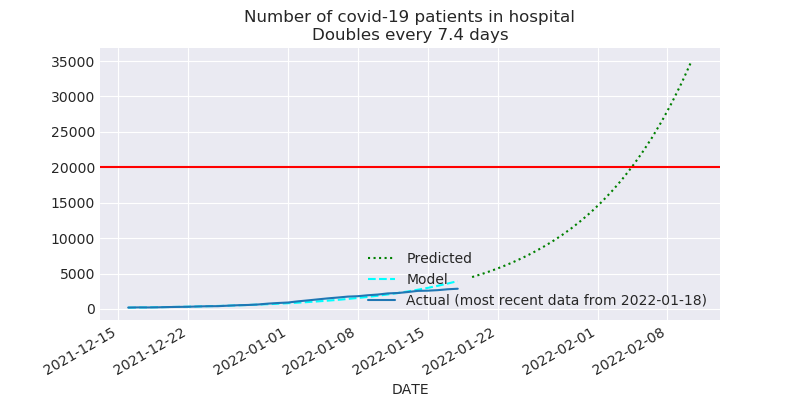 Number of covid-19 patients in hospital
Doubles every 7.4 days
35000
30000
25000
20000
15000
10000
5000
0
Predicted
Model
Actual (most recent data from 2022-01-18)
2021-12-15
2021-12-22
2022-01-01
2022-01-08
2022-01-15
2022-01-22
2022-02-01
2022-02-08
DATE